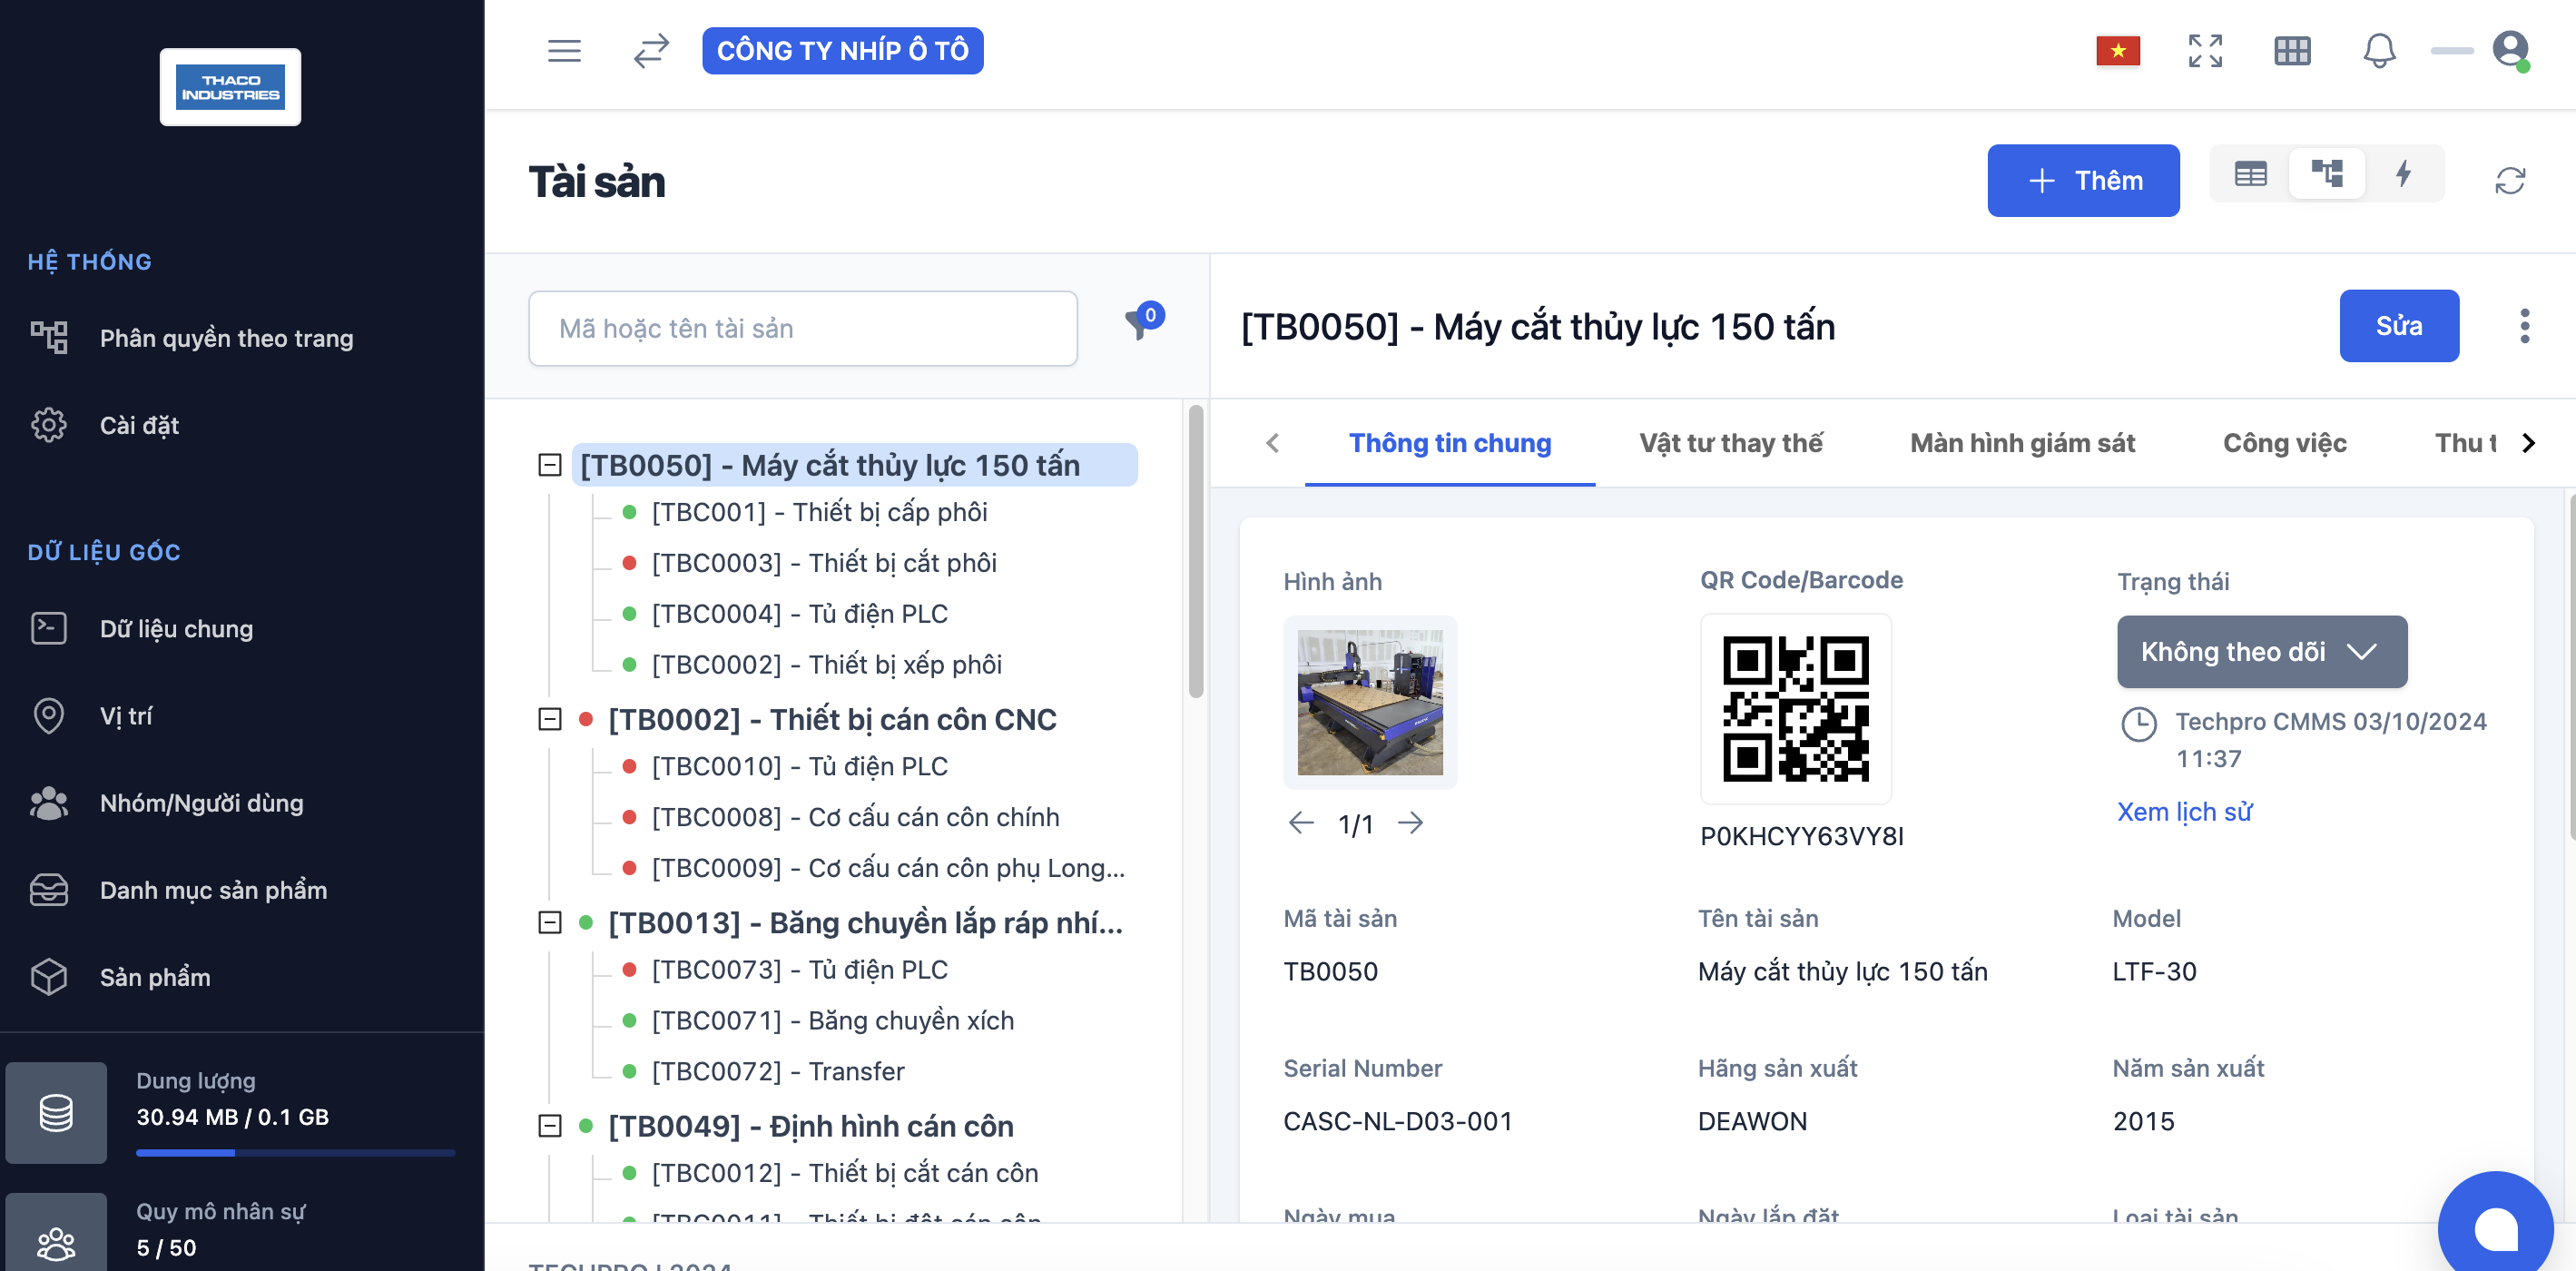 THACO
INDUSTRIES
HỆ THỐNG
Phân quyền theo trang
Cài đặt
DỮ LIỆU GỐC
Dữ liệu chung
Vị trí
Nhóm/Người dùng
Danh mục sản phẩm
Sản phẩm
Dung lượng
30.94 MB / 0.1 GB
Quy mô nhân sự
5 / 50
CÔNG TY NHÍP Ô TÔ
Tài sản
Thêm
Mã hoặc tên tài sản
0
[TB0050] - Máy cắt thủy lực 150 tấn
[TBC001] - Thiết bị cấp phôi
[TBC0003] - Thiết bị cắt phôi
[TBC0004] - Tủ điện PLC
[TBC0002] - Thiết bị xếp phôi
[TB0002] - Thiết bị cán côn CNC
[TBC0010] - Tủ điện PLC
[TBC0008] - Cơ cấu cán côn chính
[TBC0009] - Cơ cấu cán côn phụ Long...
[TB0013] - Băng chuyền lắp ráp nhí...
[TBC0073] - Tủ điện PLC
[TBC0071] - Băng chuyền xích
[TBC0072] - Transfer
[TB0049] - Định hình cán côn
[TBC0012] - Thiết bị cắt cán côn
[TBC0011] - Thiết bị đột cán côn
[TB0050] - Máy cắt thủy lực 150 tấn
Sửa
Thông tin chung
Vật tư thay thế
Màn hình giám sát
Công việc
Thu t
Hình ảnh
1/1
QR Code/Barcode
P0KHCYY63VY8I
Trạng thái
Không theo dõi
Techpro CMMS 03/10/2024
11:37
Xem lịch sử
Mã tài sản
TB0050
Tên tài sản
Máy cắt thủy lực 150 tấn
Model
LTF-30
Serial Number
CASC-NL-D03-001
Hãng sản xuất
DEAWON
Năm sản xuất
2015
Ngày mua
Ngày lắp đặt
Loại tài sản
TECHPRO | 2024